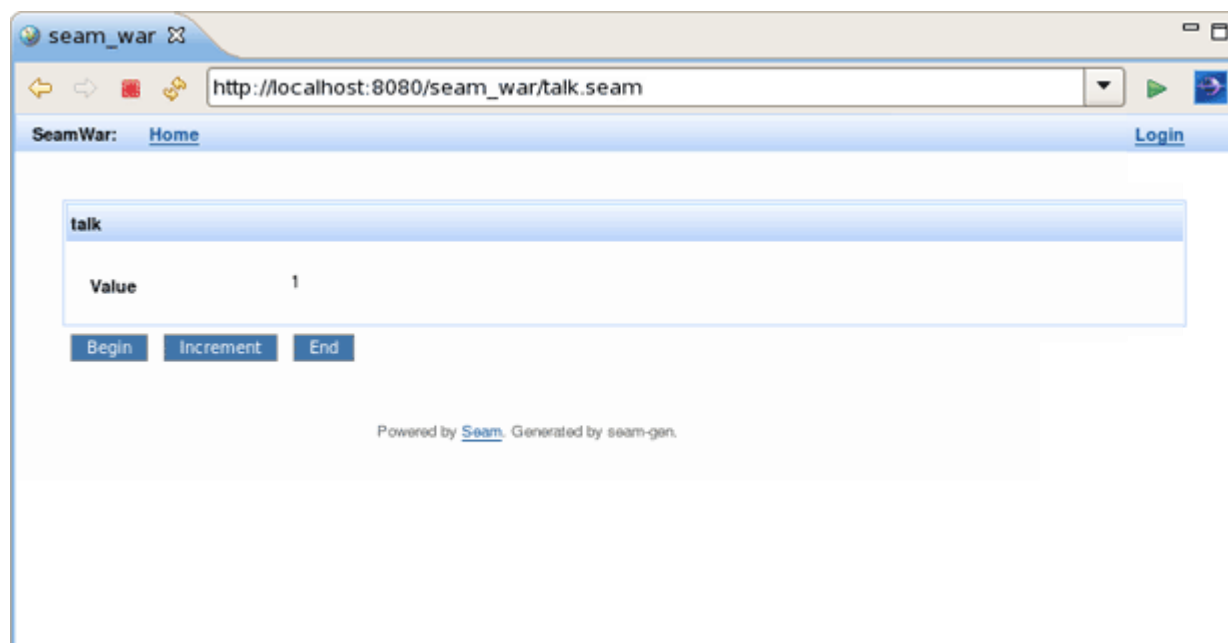 seam_war
http://localhost:8080/seam_war/talk.seam
SeamWar: Home Login
talk
Value 1
Begin Increment End
Powered by Seam. Generated by seam-gen.